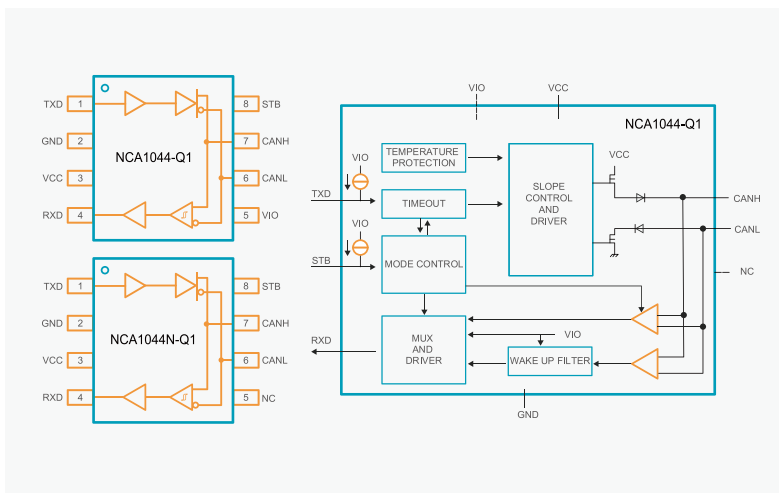 TXD 1 8 STB
GND 2 7 CANH
NCA1044-Q1
VCC 3 6 CANL
RXD 4 5 VIO
TXD 1 8 STB
GND 2 7 CANH
NCA1044N-Q1
VCC 3 6 CANL
RXD 4 5 NC
VIO
VCC
NCA1044-Q1
VIO
TEMPERATURE
PROTECTION
VCC
TXD
TIMEOUT
SLOPE
CONTROL
AND
DRIVER
CANH
VIO
CANL
STB
MODE CONTROL
NC
RXD
MUX
AND
DRIVER
VIO
WAKE UP FILTER
GND